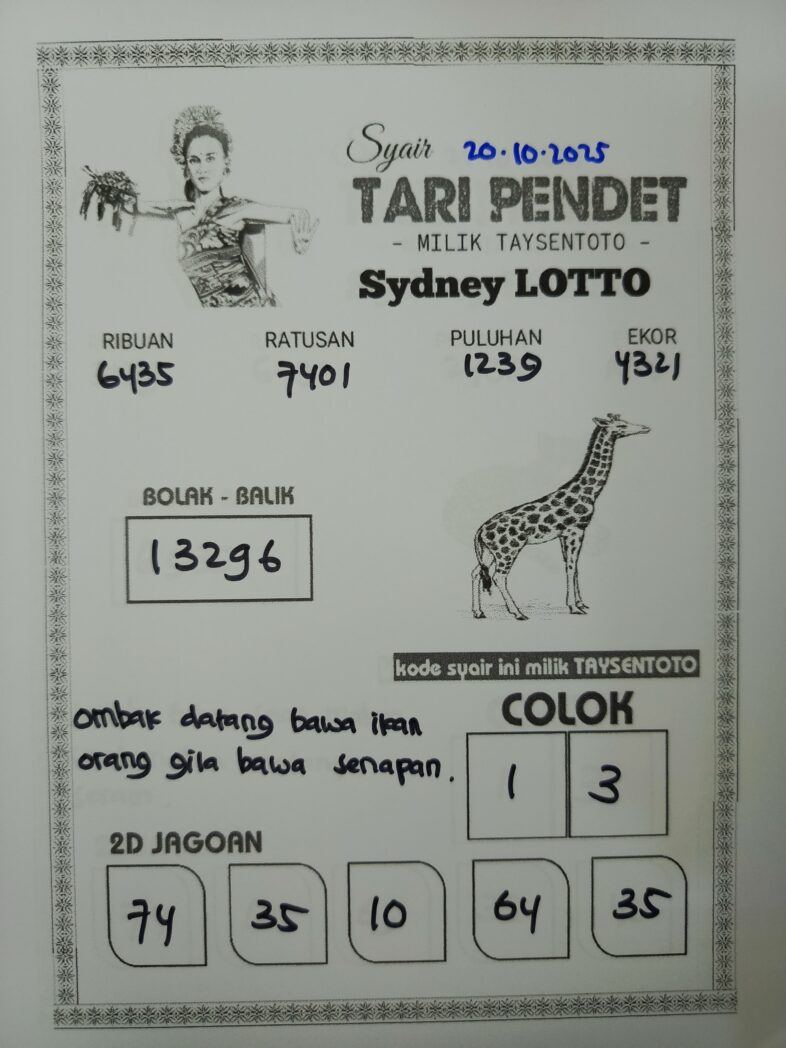 Syair 20.10.2025
TARI PENDET
- MILIK TAYSENTOTO -
Sydney LOTTO
RIBUAN RATUSAN PULUHAN EKOR
6435 7401 1239 4321
BOLAK - BALIK
13296
kode syair ini milik TAYSENTOTO
COLOK
1 3
ombak datang bawa ikan
orang gila bawa senapan.
2D JAGOAN
74 35 10 64 35